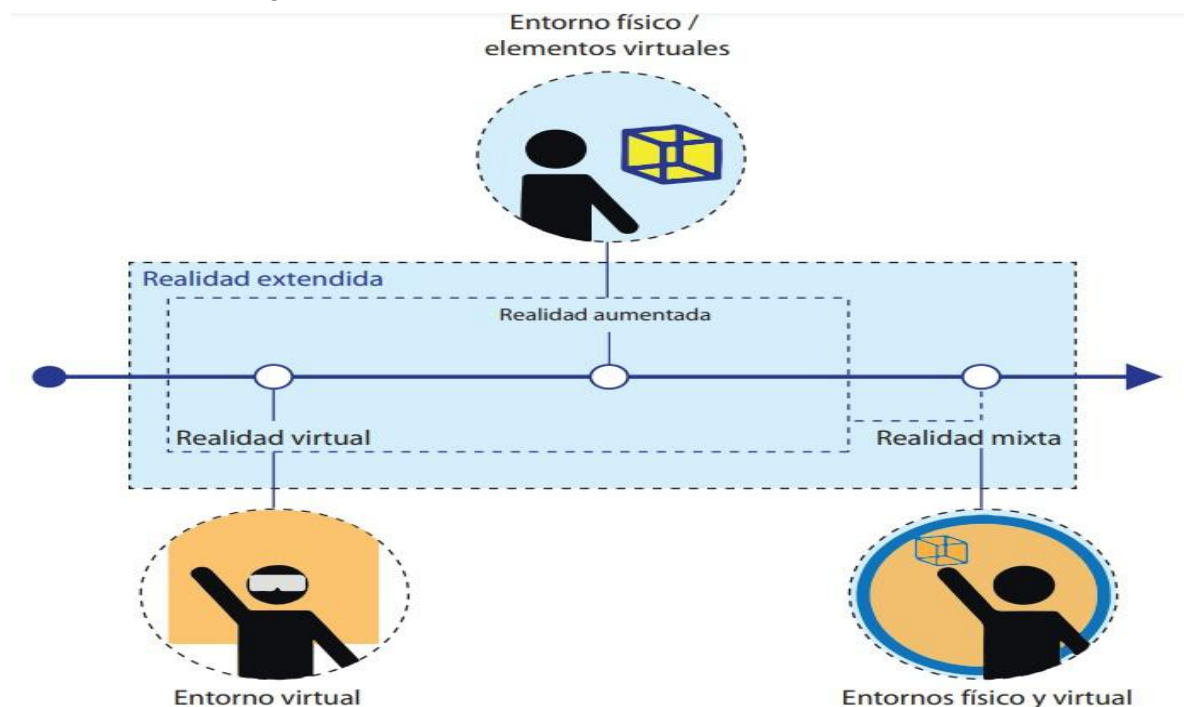 Entorno físico /
elementos virtuales
Realidad extendida
Realidad aumentada
Realidad virtual
Realidad mixta
Entorno virtual
Entornos físico y virtual